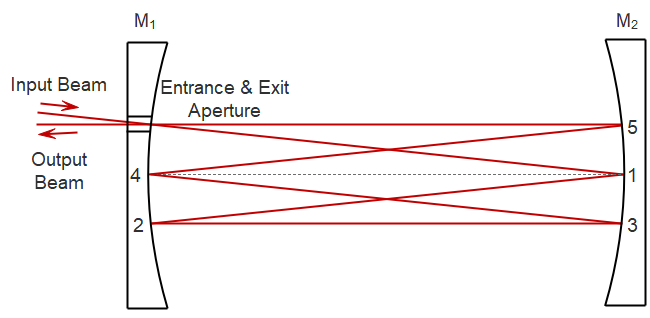 M₁
M₂
Input Beam
Entrance & Exit
Aperture
Output
Beam
5
4
1
2
3